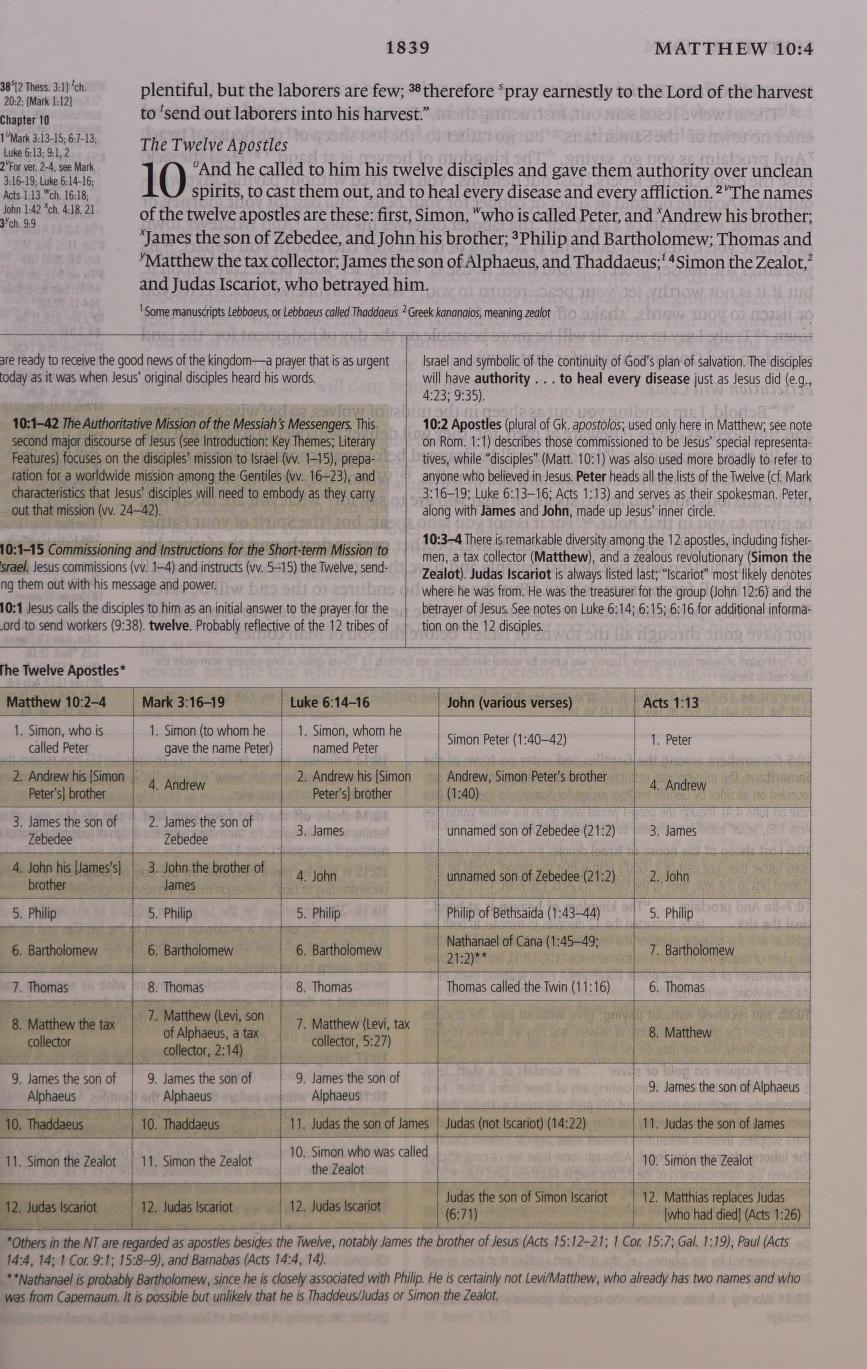 1839 MATTHEW 10:4
38ˢ[2 Thess. 3:1] ᵗch.
20:2; [Mark 1:12]
Chapter 10
1ᵘMark 3:13-15; 6:7-13;
Luke 6:13; 9:1, 2
2ᵛFor ver. 2-4, see Mark
3:16-19; Luke 6:14-16;
Acts 1:13 ʷch. 16:18;
John 1:42 ˣch. 4:18, 21
3ʸch. 9:9
plentiful, but the laborers are few; ³⁸therefore ˢpray earnestly to the Lord of the harvest
to ᵗsend out laborers into his harvest.”
The Twelve Apostles
10 ᵘAnd he called to him his twelve disciples and gave them authority over unclean
spirits, to cast them out, and to heal every disease and every affliction. ²ᵛThe names
of the twelve apostles are these: first, Simon, ʷwho is called Peter, and ˣAndrew his brother;
ˣJames the son of Zebedee, and John his brother; ³Philip and Bartholomew; Thomas and
ʸMatthew the tax collector; James the son of Alphaeus, and Thaddaeus;¹ ⁴Simon the Zealot,²
and Judas Iscariot, who betrayed him.
¹ Some manuscripts Lebbaeus, or Lebbaeus called Thaddaeus ² Greek kananaios, meaning zealot
are ready to receive the good news of the kingdom—a prayer that is as urgent
today as it was when Jesus’ original disciples heard his words.
10:1–42 The Authoritative Mission of the Messiah’s Messengers. This
second major discourse of Jesus (see Introduction: Key Themes; Literary
Features) focuses on the disciples’ mission to Israel (vv. 1–15), prepa-
ration for a worldwide mission among the Gentiles (vv. 16–23), and
characteristics that Jesus’ disciples will need to embody as they carry
out that mission (vv. 24–42).
10:1–15 Commissioning and Instructions for the Short-term Mission to
Israel. Jesus commissions (vv. 1–4) and instructs (vv. 5–15) the Twelve, send-
ng them out with his message and power.
10:1 Jesus calls the disciples to him as an initial answer to the prayer for the
Lord to send workers (9:38). twelve. Probably reflective of the 12 tribes of
Israel and symbolic of the continuity of God’s plan of salvation. The disciples
will have authority . . . to heal every disease just as Jesus did (e.g.,
4:23; 9:35).
10:2 Apostles (plural of Gk. apostolos; used only here in Matthew; see note
on Rom. 1:1) describes those commissioned to be Jesus’ special representa-
tives, while “disciples” (Matt. 10:1) was also used more broadly to refer to
anyone who believed in Jesus. Peter heads all the lists of the Twelve (cf. Mark
3:16–19; Luke 6:13–16; Acts 1:13) and serves as their spokesman. Peter,
along with James and John, made up Jesus’ inner circle.
10:3–4 There is remarkable diversity among the 12 apostles, including fisher-
men, a tax collector (Matthew), and a zealous revolutionary (Simon the
Zealot). Judas Iscariot is always listed last; “Iscariot” most likely denotes
where he was from. He was the treasurer for the group (John 12:6) and the
betrayer of Jesus. See notes on Luke 6:14; 6:15; 6:16 for additional informa-
tion on the 12 disciples.
The Twelve Apostles*
Matthew 10:2–4 Mark 3:16–19 Luke 6:14–16 John (various verses) Acts 1:13
1. Simon, who is
called Peter
1. Simon (to whom he
gave the name Peter)
1. Simon, whom he
named Peter
Simon Peter (1:40–42)
1. Peter
2. Andrew his [Simon
Peter’s] brother
4. Andrew
2. Andrew his [Simon
Peter’s] brother
Andrew, Simon Peter’s brother
(1:40)
4. Andrew
3. James the son of
Zebedee
2. James the son of
Zebedee
3. James
unnamed son of Zebedee (21:2)
3. James
4. John his [James’s]
brother
3. John the brother of
James
4. John
unnamed son of Zebedee (21:2)
2. John
5. Philip
5. Philip
5. Philip
Philip of Bethsaida (1:43–44)
5. Philip
6. Bartholomew
6. Bartholomew
6. Bartholomew
Nathanael of Cana (1:45–49;
21:2)**
7. Bartholomew
7. Thomas
8. Thomas
8. Thomas
Thomas called the Twin (11:16)
6. Thomas
8. Matthew the tax
collector
7. Matthew (Levi, son
of Alphaeus, a tax
collector, 2:14)
7. Matthew (Levi, tax
collector, 5:27)
8. Matthew
9. James the son of
Alphaeus
9. James the son of
Alphaeus
9. James the son of
Alphaeus
9. James the son of Alphaeus
10. Thaddaeus
10. Thaddaeus
11. Judas the son of James
Judas (not Iscariot) (14:22)
11. Judas the son of James
11. Simon the Zealot
11. Simon the Zealot
10. Simon who was called
the Zealot
10. Simon the Zealot
12. Judas Iscariot
12. Judas Iscariot
12. Judas Iscariot
Judas the son of Simon Iscariot
(6:71)
12. Matthias replaces Judas
[who had died] (Acts 1:26)
*Others in the NT are regarded as apostles besides the Twelve, notably James the brother of Jesus (Acts 15:12–21; 1 Cor. 15:7; Gal. 1:19), Paul (Acts
14:4, 14; 1 Cor. 9:1; 15:8–9), and Barnabas (Acts 14:4, 14).
**Nathanael is probably Bartholomew, since he is closely associated with Philip. He is certainly not Levi/Matthew, who already has two names and who
was from Capernaum. It is possible but unlikely that he is Thaddeus/Judas or Simon the Zealot.